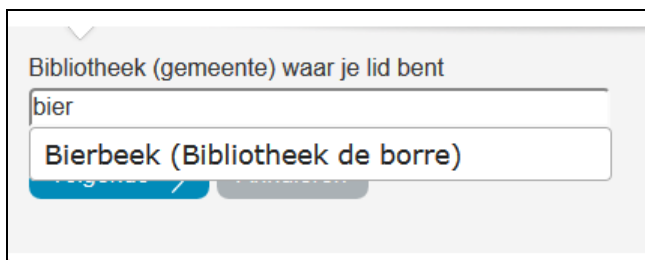 Bibliotheek (gemeente) waar je lid bent
bier
Bierbeek (Bibliotheek de borre)